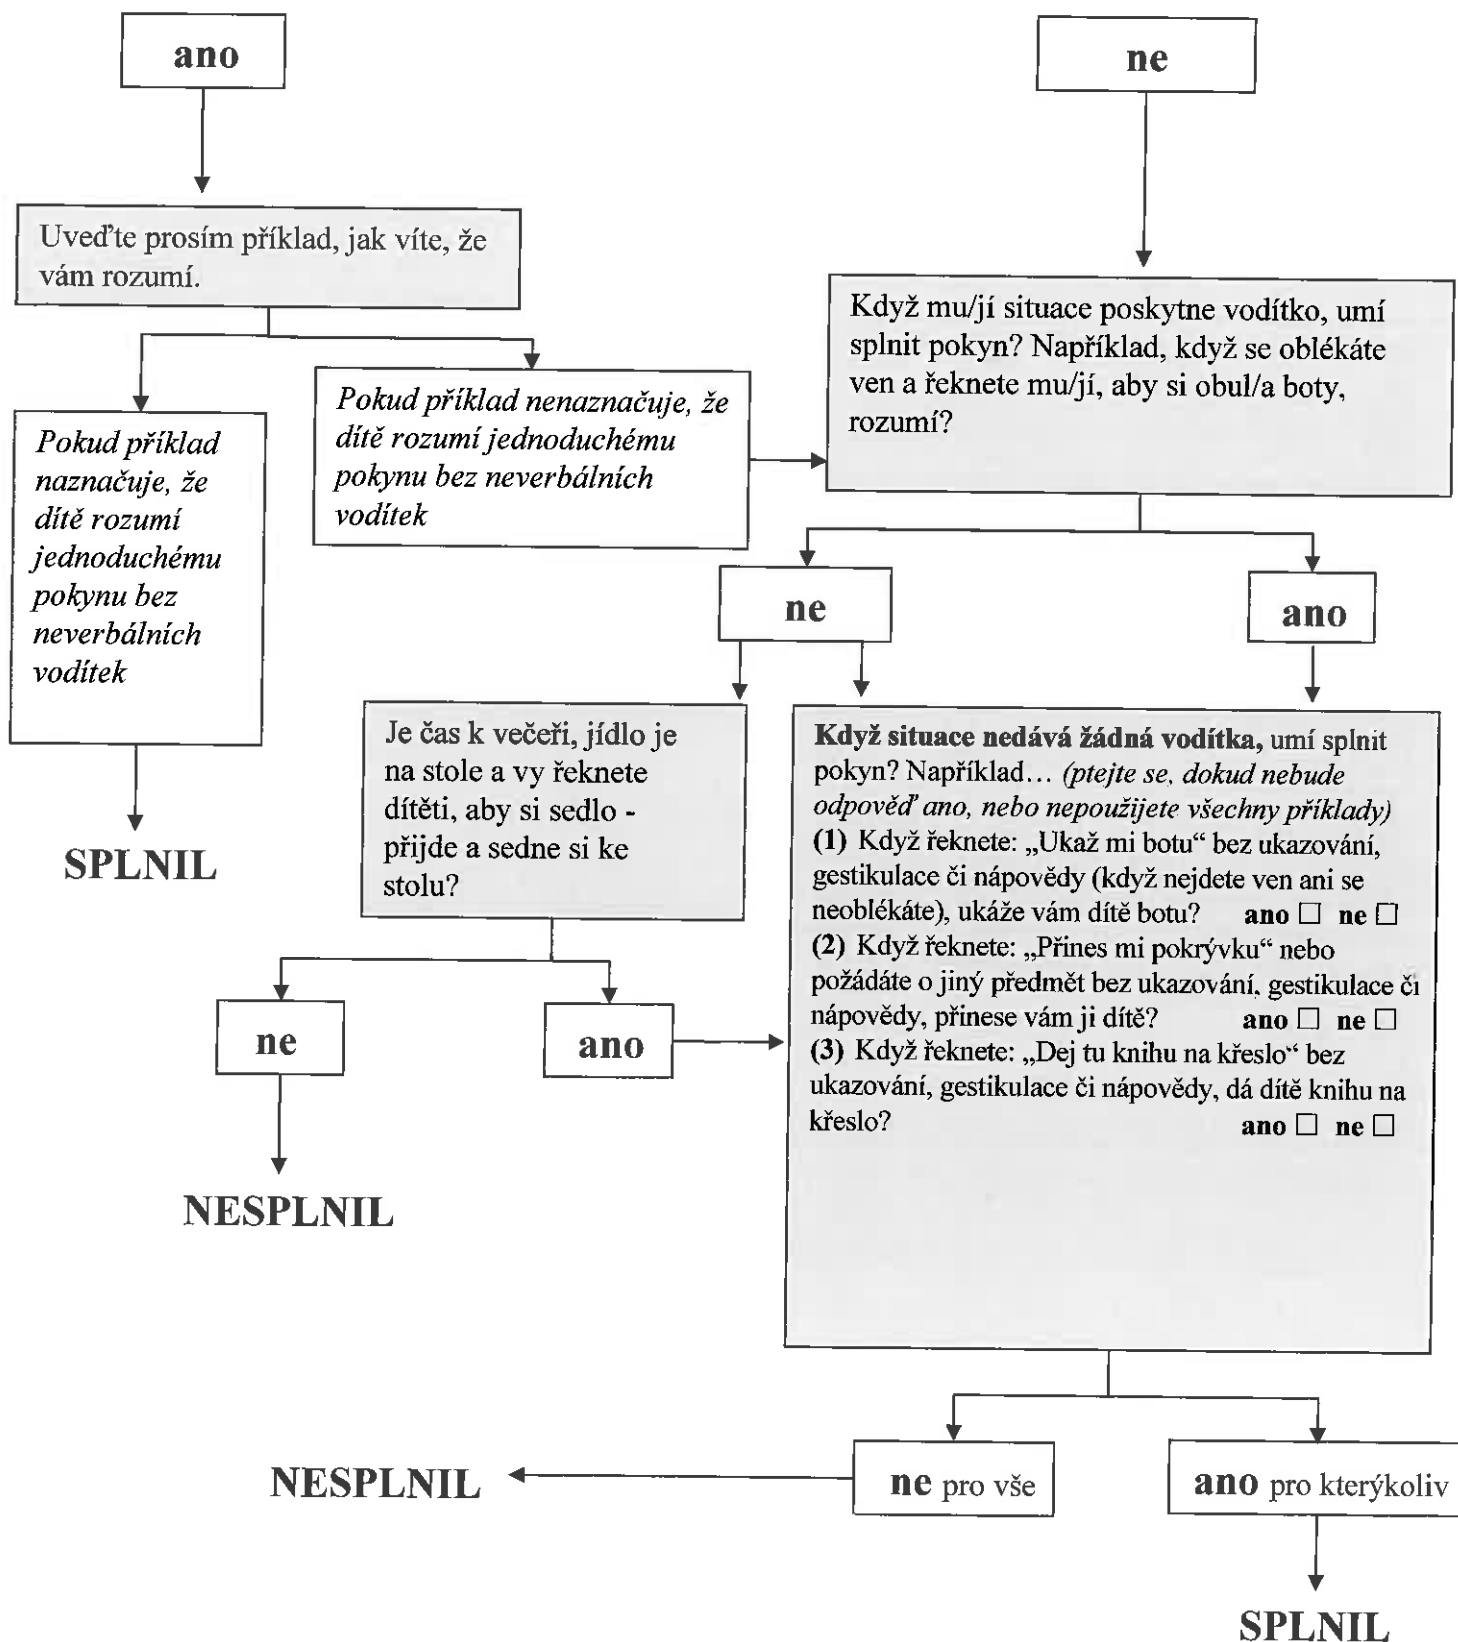 ano
ne
Uveďte prosím příklad, jak víte, že
vám rozumí.
Když mu/jí situace poskytne vodítko, umí
splnit pokyn? Například, když se oblékáte
ven a řeknete mu/jí, aby si obul/a boty,
rozumí?
Pokud příklad nenaznačuje, že
dítě rozumí jednoduchému
pokynu bez neverbálních
vodítek
Pokud příklad
naznačuje, že
dítě rozumí
jednoduchému
pokynu bez
neverbálních
vodítek
ne
ano
SPLNIL
Je čas k večeři, jídlo je
na stole a vy řeknete
dítěti, aby si sedlo -
přijde a sedne si ke
stolu?
Když situace nedává žádná vodítka, umí splnit
pokyn? Například… (ptejte se, dokud nebude
odpověď ano, nebo nepoužijete všechny příklady)
(1) Když řeknete: „Ukaž mi botu“ bez ukazování,
gestikulace či nápovědy (když nejdete ven ani se
neoblékáte), ukáže vám dítě botu? ano ☐ ne ☐
(2) Když řeknete: „Přines mi pokrývku“ nebo
požádáte o jiný předmět bez ukazování, gestikulace či
nápovědy, přinese vám ji dítě? ano ☐ ne ☐
(3) Když řeknete: „Dej tu knihu na křeslo“ bez
ukazování, gestikulace či nápovědy, dá dítě knihu na
křeslo? ano ☐ ne ☐
ne
ano
NESPLNIL
NESPLNIL
ne pro vše
ano pro kterýkoliv
SPLNIL